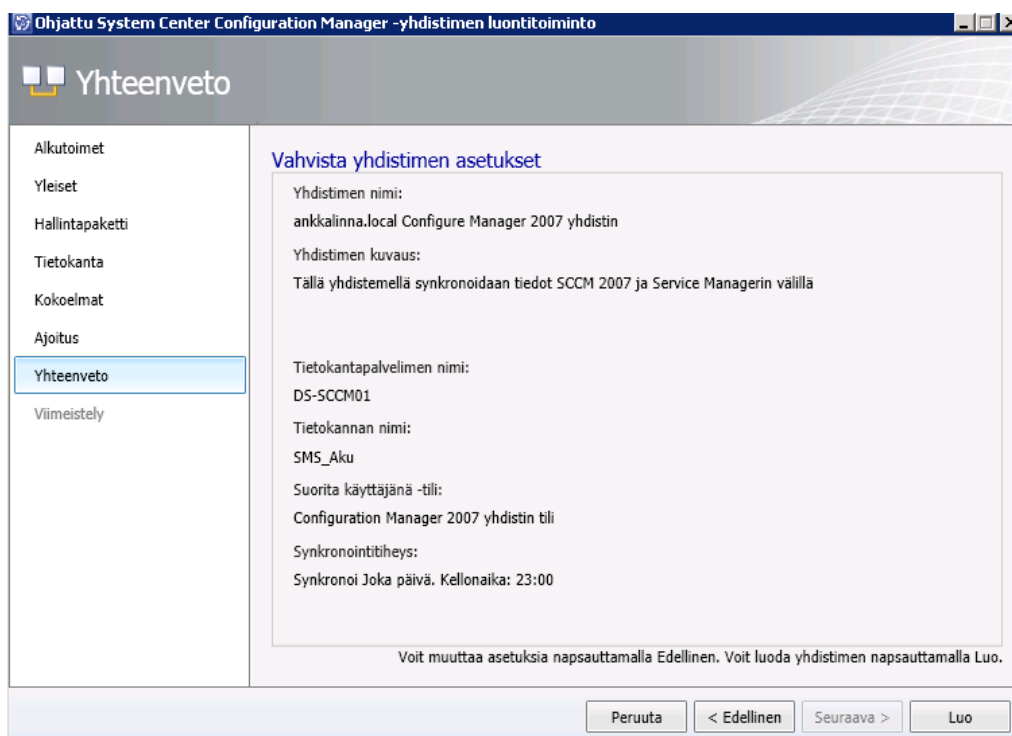 Ohjattu System Center Configuration Manager -yhdistimen luontitoiminto
Yhteenveto
Alkutoimet
Yleiset
Hallintapaketti
Tietokanta
Kokoelmat
Ajoitus
Yhteenveto
Viimeistely
Vahvista yhdistimen asetukset
Yhdistimen nimi:
ankkalinna.local Configure Manager 2007 yhdistin
Yhdistimen kuvaus:
Tällä yhdistemellä synkronoidaan tiedot SCCM 2007 ja Service Managerin välillä
Tietokantapalvelimen nimi:
DS-SCCM01
Tietokannan nimi:
SMS_Aku
Suorita käyttäjänä -tili:
Configuration Manager 2007 yhdistin tili
Synkronointitiheys:
Synkronoi Joka päivä. Kellonaika: 23:00
Voit muuttaa asetuksia napsauttamalla Edellinen. Voit luoda yhdistimen napsauttamalla Luo.
Peruuta
< Edellinen
Seuraava >
Luo